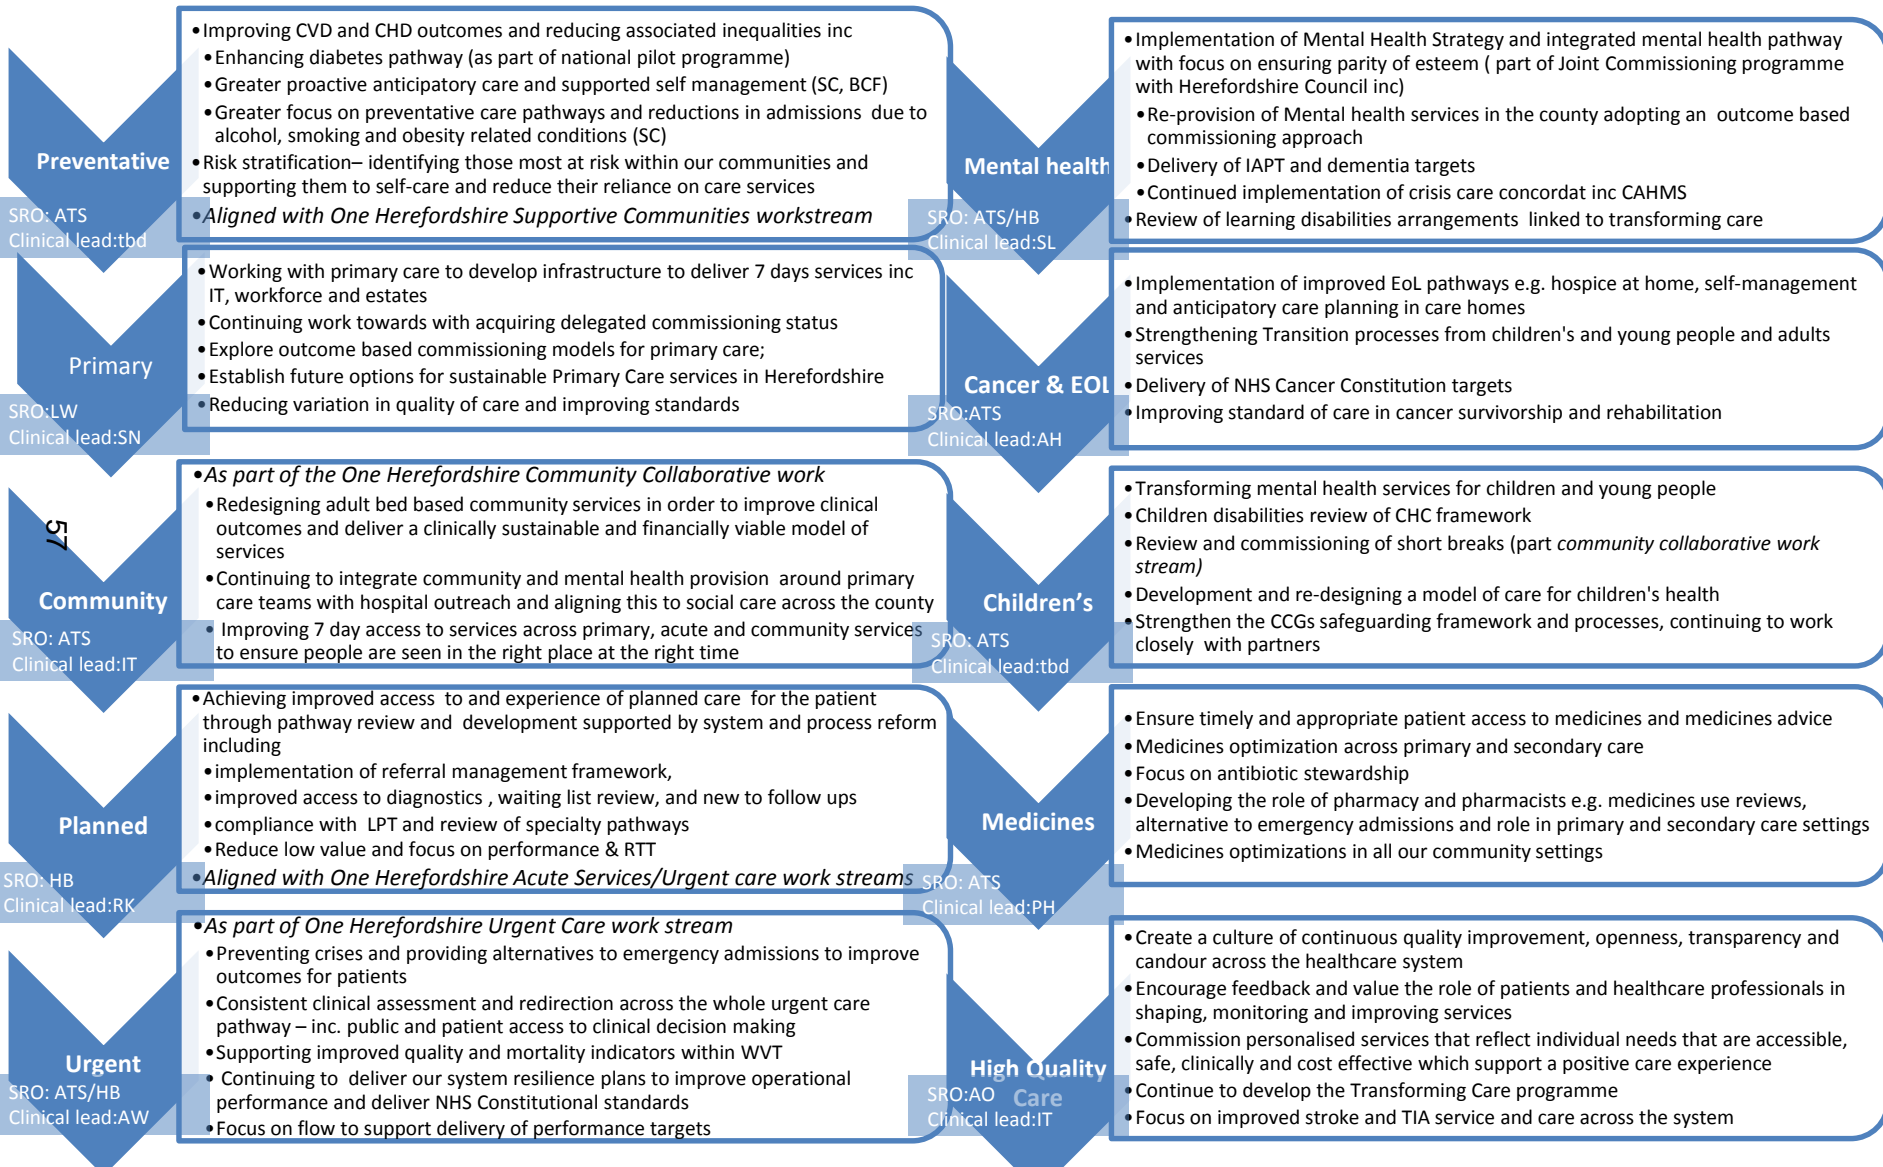 Preventative
SRO: ATS
Clinical lead:tbd
•Improving CVD and CHD outcomes and reducing associated inequalities inc
•Enhancing diabetes pathway (as part of national pilot programme)
•Greater proactive anticipatory care and supported self management (SC, BCF)
•Greater focus on preventative care pathways and reductions in admissions due to
alcohol, smoking and obesity related conditions (SC)
•Risk stratification– identifying those most at risk within our communities and
supporting them to self-care and reduce their reliance on care services
•Aligned with One Herefordshire Supportive Communities workstream
Primary
SRO:LW
Clinical lead:SN
•Working with primary care to develop infrastructure to deliver 7 days services inc
IT, workforce and estates
•Continuing work towards with acquiring delegated commissioning status
•Explore outcome based commissioning models for primary care;
•Establish future options for sustainable Primary Care services in Herefordshire
•Reducing variation in quality of care and improving standards
57
Community
SRO: ATS
Clinical lead:IT
•As part of the One Herefordshire Community Collaborative work
•Redesigning adult bed based community services in order to improve clinical
outcomes and deliver a clinically sustainable and financially viable model of
services
•Continuing to integrate community and mental health provision around primary
care teams with hospital outreach and aligning this to social care across the county
• Improving 7 day access to services across primary, acute and community services
to ensure people are seen in the right place at the right time
Planned
SRO: HB
Clinical lead:RK
•Achieving improved access to and experience of planned care for the patient
through pathway review and development supported by system and process reform
including
•implementation of referral management framework,
•improved access to diagnostics , waiting list review, and new to follow ups
•compliance with LPT and review of specialty pathways
•Reduce low value and focus on performance & RTT
•Aligned with One Herefordshire Acute Services/Urgent care work streams
Urgent
SRO: ATS/HB
Clinical lead:AW
•As part of One Herefordshire Urgent Care work stream
•Preventing crises and providing alternatives to emergency admissions to improve
outcomes for patients
•Consistent clinical assessment and redirection across the whole urgent care
pathway – inc. public and patient access to clinical decision making
•Supporting improved quality and mortality indicators within WVT
• Continuing to deliver our system resilience plans to improve operational
performance and deliver NHS Constitutional standards
•Focus on flow to support delivery of performance targets
Mental health
SRO: ATS/HB
Clinical lead:SL
•Implementation of Mental Health Strategy and integrated mental health pathway
with focus on ensuring parity of esteem ( part of Joint Commissioning programme
with Herefordshire Council inc)
•Re-provision of Mental health services in the county adopting an outcome based
commissioning approach
•Delivery of IAPT and dementia targets
•Continued implementation of crisis care concordat inc CAHMS
•Review of learning disabilities arrangements linked to transforming care
Cancer & EOL
SRO:ATS
Clinical lead:AH
•Implementation of improved EoL pathways e.g. hospice at home, self-management
and anticipatory care planning in care homes
•Strengthening Transition processes from children's and young people and adults
services
•Delivery of NHS Cancer Constitution targets
•Improving standard of care in cancer survivorship and rehabilitation
Children’s
SRO: ATS
Clinical lead:tbd
•Transforming mental health services for children and young people
•Children disabilities review of CHC framework
•Review and commissioning of short breaks (part community collaborative work
stream)
•Development and re-designing a model of care for children's health
•Strengthen the CCGs safeguarding framework and processes, continuing to work
closely with partners
Medicines
SRO: ATS
Clinical lead:PH
•Ensure timely and appropriate patient access to medicines and medicines advice
•Medicines optimization across primary and secondary care
•Focus on antibiotic stewardship
•Developing the role of pharmacy and pharmacists e.g. medicines use reviews,
alternative to emergency admissions and role in primary and secondary care settings
•Medicines optimizations in all our community settings
High Quality
Care
SRO:AO
Clinical lead:IT
•Create a culture of continuous quality improvement, openness, transparency and
candour across the healthcare system
•Encourage feedback and value the role of patients and healthcare professionals in
shaping, monitoring and improving services
•Commission personalised services that reflect individual needs that are accessible,
safe, clinically and cost effective which support a positive care experience
•Continue to develop the Transforming Care programme
•Focus on improved stroke and TIA service and care across the system